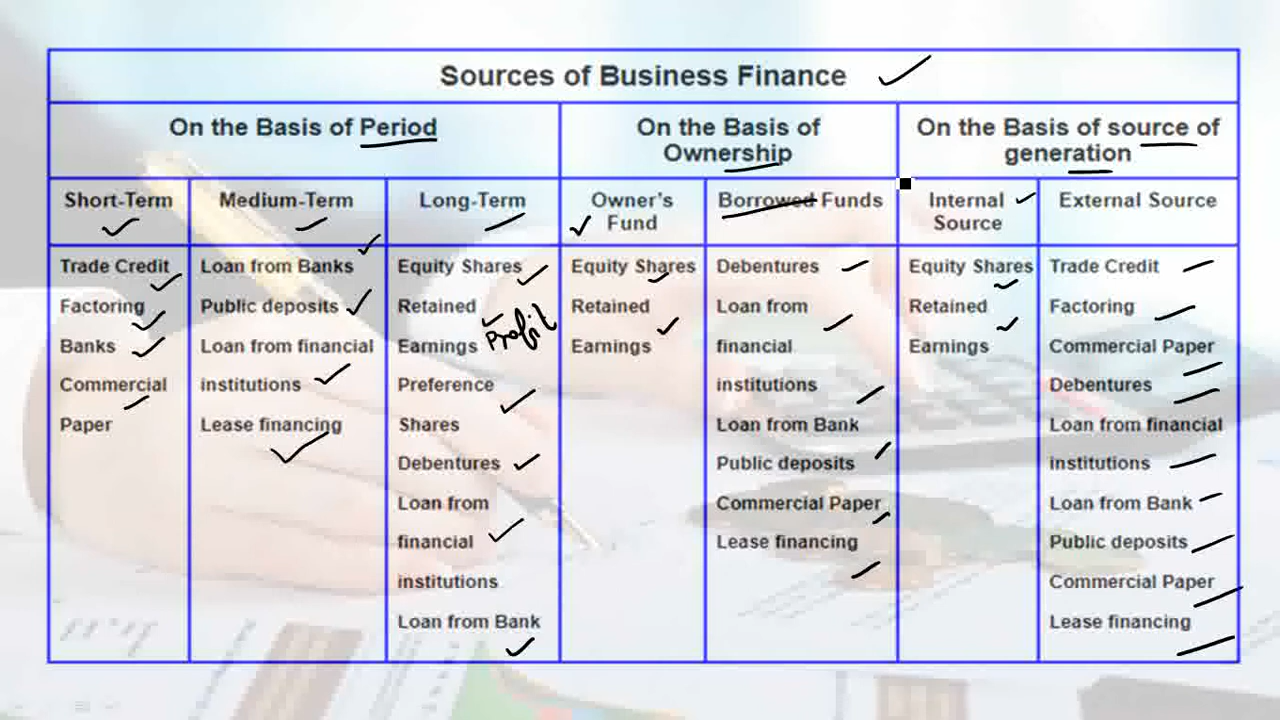 Sources of Business Finance
On the Basis of Period
On the Basis of
Ownership
On the Basis of source of
generation
Short-Term
Medium-Term
Long-Term
Owner's
Fund
Borrowed Funds
Internal
Source
External Source
Trade Credit
Factoring
Banks
Commercial
Paper
Loan from Banks
Public deposits
Loan from financial
institutions
Lease financing
Equity Shares
Retained
Earnings
Profit
Preference
Shares
Debentures
Loan from
financial
institutions
Loan from Bank
Equity Shares
Retained
Earnings
Debentures
Loan from
financial
institutions
Loan from Bank
Public deposits
Commercial Paper
Lease financing
Equity Shares
Retained
Earnings
Trade Credit
Factoring
Commercial Paper
Debentures
Loan from financial
institutions
Loan from Bank
Public deposits
Commercial Paper
Lease financing